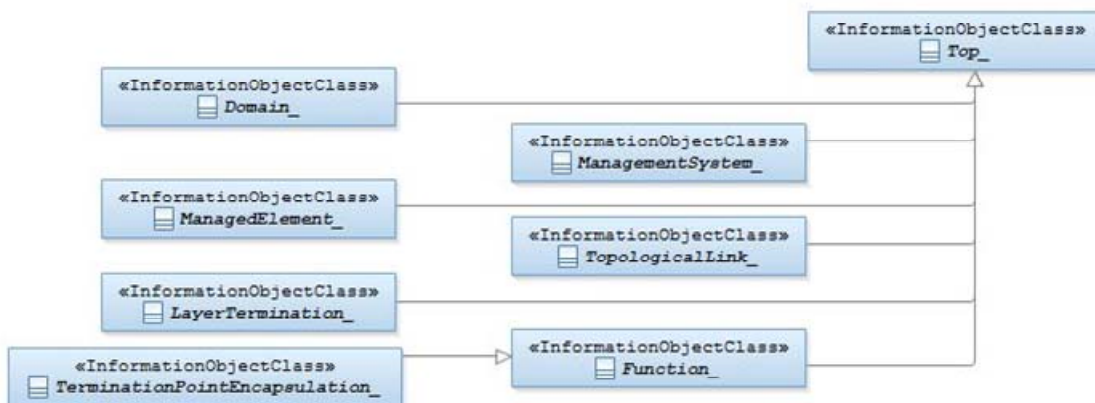 «InformationObjectClass»
Top_
«InformationObjectClass»
Domain_
«InformationObjectClass»
ManagementSystem_
«InformationObjectClass»
ManagedElement_
«InformationObjectClass»
TopologicalLink_
«InformationObjectClass»
LayerTermination_
«InformationObjectClass»
Function_
«InformationObjectClass»
TerminationPointEncapsulation_